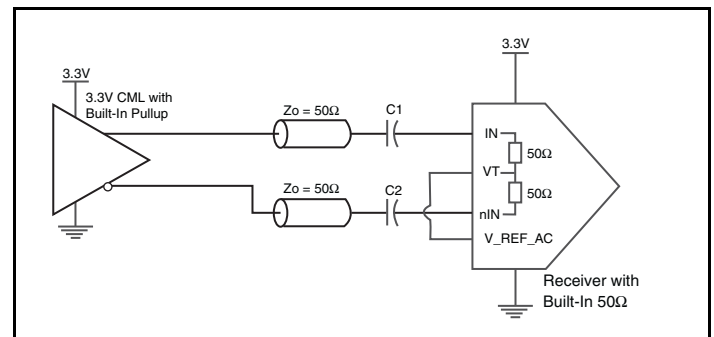 3.3V
3.3V
3.3V CML with
Built-In Pullup
Zo = 50Ω
C1
IN
50Ω
VT
Zo = 50Ω
C2
50Ω
nIN
V_REF_AC
Receiver with
Built-In 50Ω